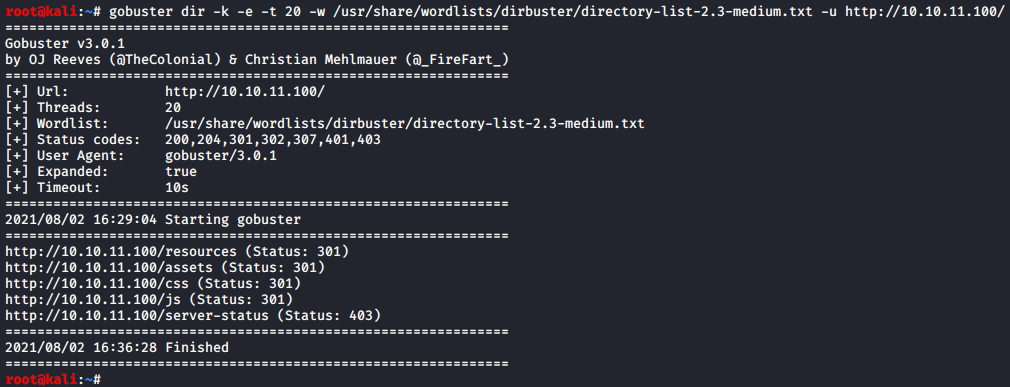 root@kali:~# gobuster dir -k -e -t 20 -w /usr/share/wordlists/dirbuster/directory-list-2.3-medium.txt -u http://10.10.11.100/
===============================================================
Gobuster v3.0.1
by OJ Reeves (@TheColonial) & Christian Mehlmauer (@_FireFart_)
===============================================================
[+] Url:            http://10.10.11.100/
[+] Threads:        20
[+] Wordlist:       /usr/share/wordlists/dirbuster/directory-list-2.3-medium.txt
[+] Status codes:   200,204,301,302,307,401,403
[+] User Agent:     gobuster/3.0.1
[+] Expanded:       true
[+] Timeout:        10s
===============================================================
2021/08/02 16:29:04 Starting gobuster
===============================================================
http://10.10.11.100/resources (Status: 301)
http://10.10.11.100/assets (Status: 301)
http://10.10.11.100/css (Status: 301)
http://10.10.11.100/js (Status: 301)
http://10.10.11.100/server-status (Status: 403)
===============================================================
2021/08/02 16:36:28 Finished
===============================================================
root@kali:~#